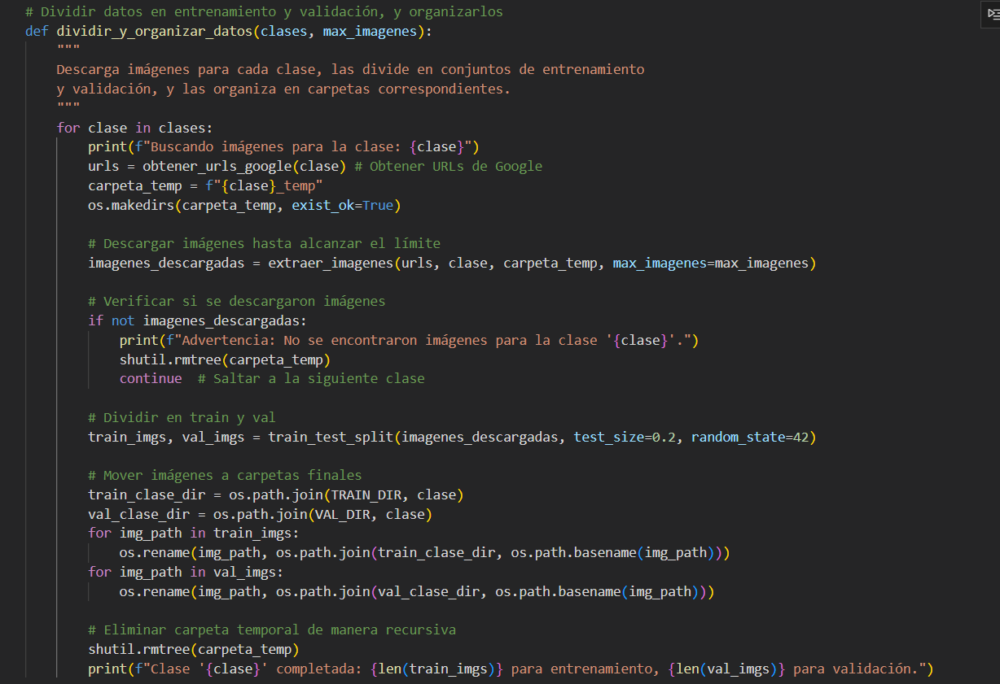 # Dividir datos en entrenamiento y validación, y organizarlos
def dividir_y_organizar_datos(clases, max_imagenes):
    """
    Descarga imágenes para cada clase, las divide en conjuntos de entrenamiento
    y validación, y las organiza en carpetas correspondientes.
    """
    for clase in clases:
        print(f"Buscando imágenes para la clase: {clase}")
        urls = obtener_urls_google(clase) # Obtener URLs de Google
        carpeta_temp = f"{clase}_temp"
        os.makedirs(carpeta_temp, exist_ok=True)

        # Descargar imágenes hasta alcanzar el límite
        imagenes_descargadas = extraer_imagenes(urls, clase, carpeta_temp, max_imagenes=max_imagenes)

        # Verificar si se descargaron imágenes
        if not imagenes_descargadas:
            print(f"Advertencia: No se encontraron imágenes para la clase '{clase}'.")
            shutil.rmtree(carpeta_temp)
            continue  # Saltar a la siguiente clase

        # Dividir en train y val
        train_imgs, val_imgs = train_test_split(imagenes_descargadas, test_size=0.2, random_state=42)

        # Mover imágenes a carpetas finales
        train_clase_dir = os.path.join(TRAIN_DIR, clase)
        val_clase_dir = os.path.join(VAL_DIR, clase)
        for img_path in train_imgs:
            os.rename(img_path, os.path.join(train_clase_dir, os.path.basename(img_path)))
        for img_path in val_imgs:
            os.rename(img_path, os.path.join(val_clase_dir, os.path.basename(img_path)))

        # Eliminar carpeta temporal de manera recursiva
        shutil.rmtree(carpeta_temp)
        print(f"Clase '{clase}' completada: {len(train_imgs)} para entrenamiento, {len(val_imgs)} para validación.")